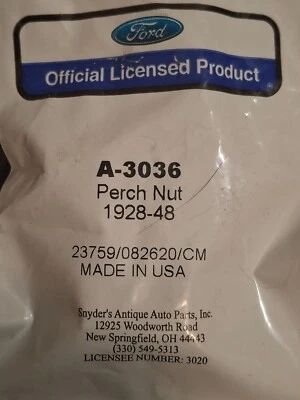 Ford
Official Licensed Product
A-3036
Perch Nut
1928-48
23759/082620/CM
MADE IN USA
Snyder's Antique Auto Parts, Inc.
12925 Woodworth Road
New Springfield, OH 44443
(330) 549-5313
LICENSEE NUMBER: 3020